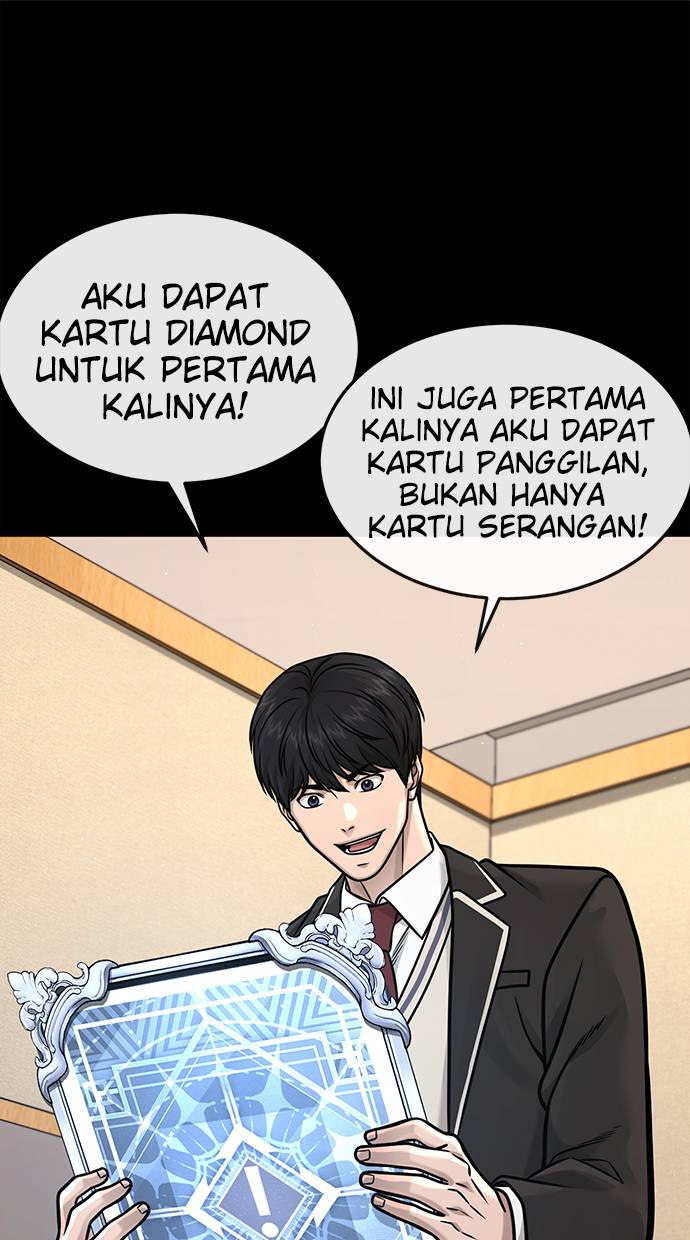 AKU DAPAT
KARTU DIAMOND
UNTUK PERTAMA
KALINYA!
INI JUGA PERTAMA
KALINYA AKU DAPAT
KARTU PANGGILAN,
BUKAN HANYA
KARTU SERANGAN!
!